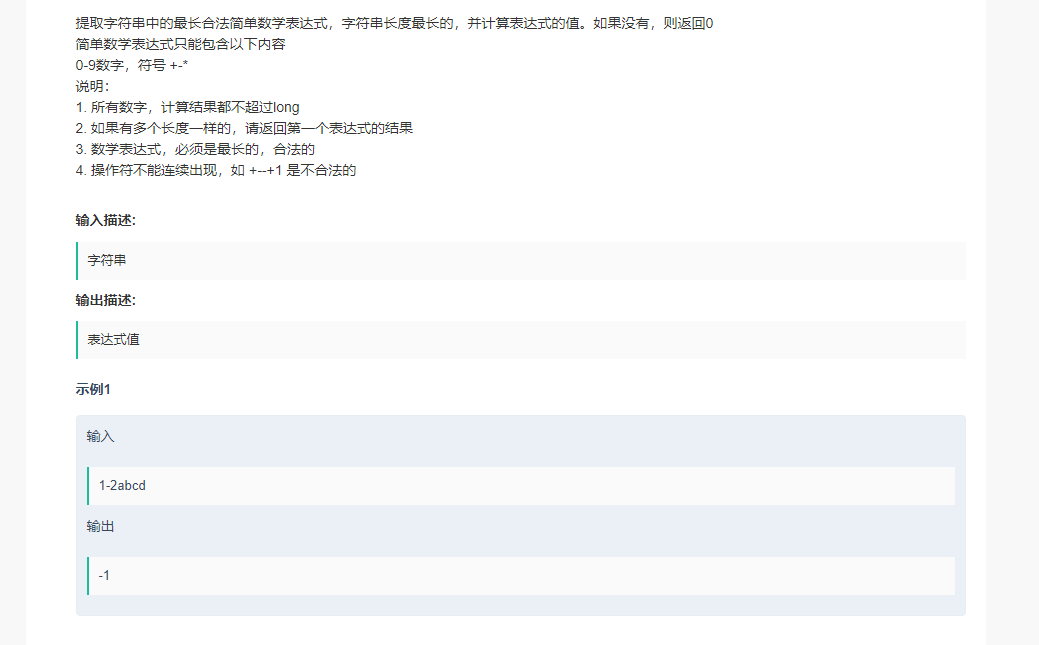 提取字符串中的最长合法简单数学表达式，字符串长度最长的，并计算表达式的值。如果没有，则返回0
简单数学表达式只能包含以下内容
0-9数字，符号 +-*
说明：
1. 所有数字，计算结果都不超过long
2. 如果有多个长度一样的，请返回第一个表达式的结果
3. 数学表达式，必须是最长的，合法的
4. 操作符不能连续出现，如 +--+1 是不合法的
输入描述:
字符串
输出描述:
表达式值
示例1
输入
1-2abcd
输出
-1